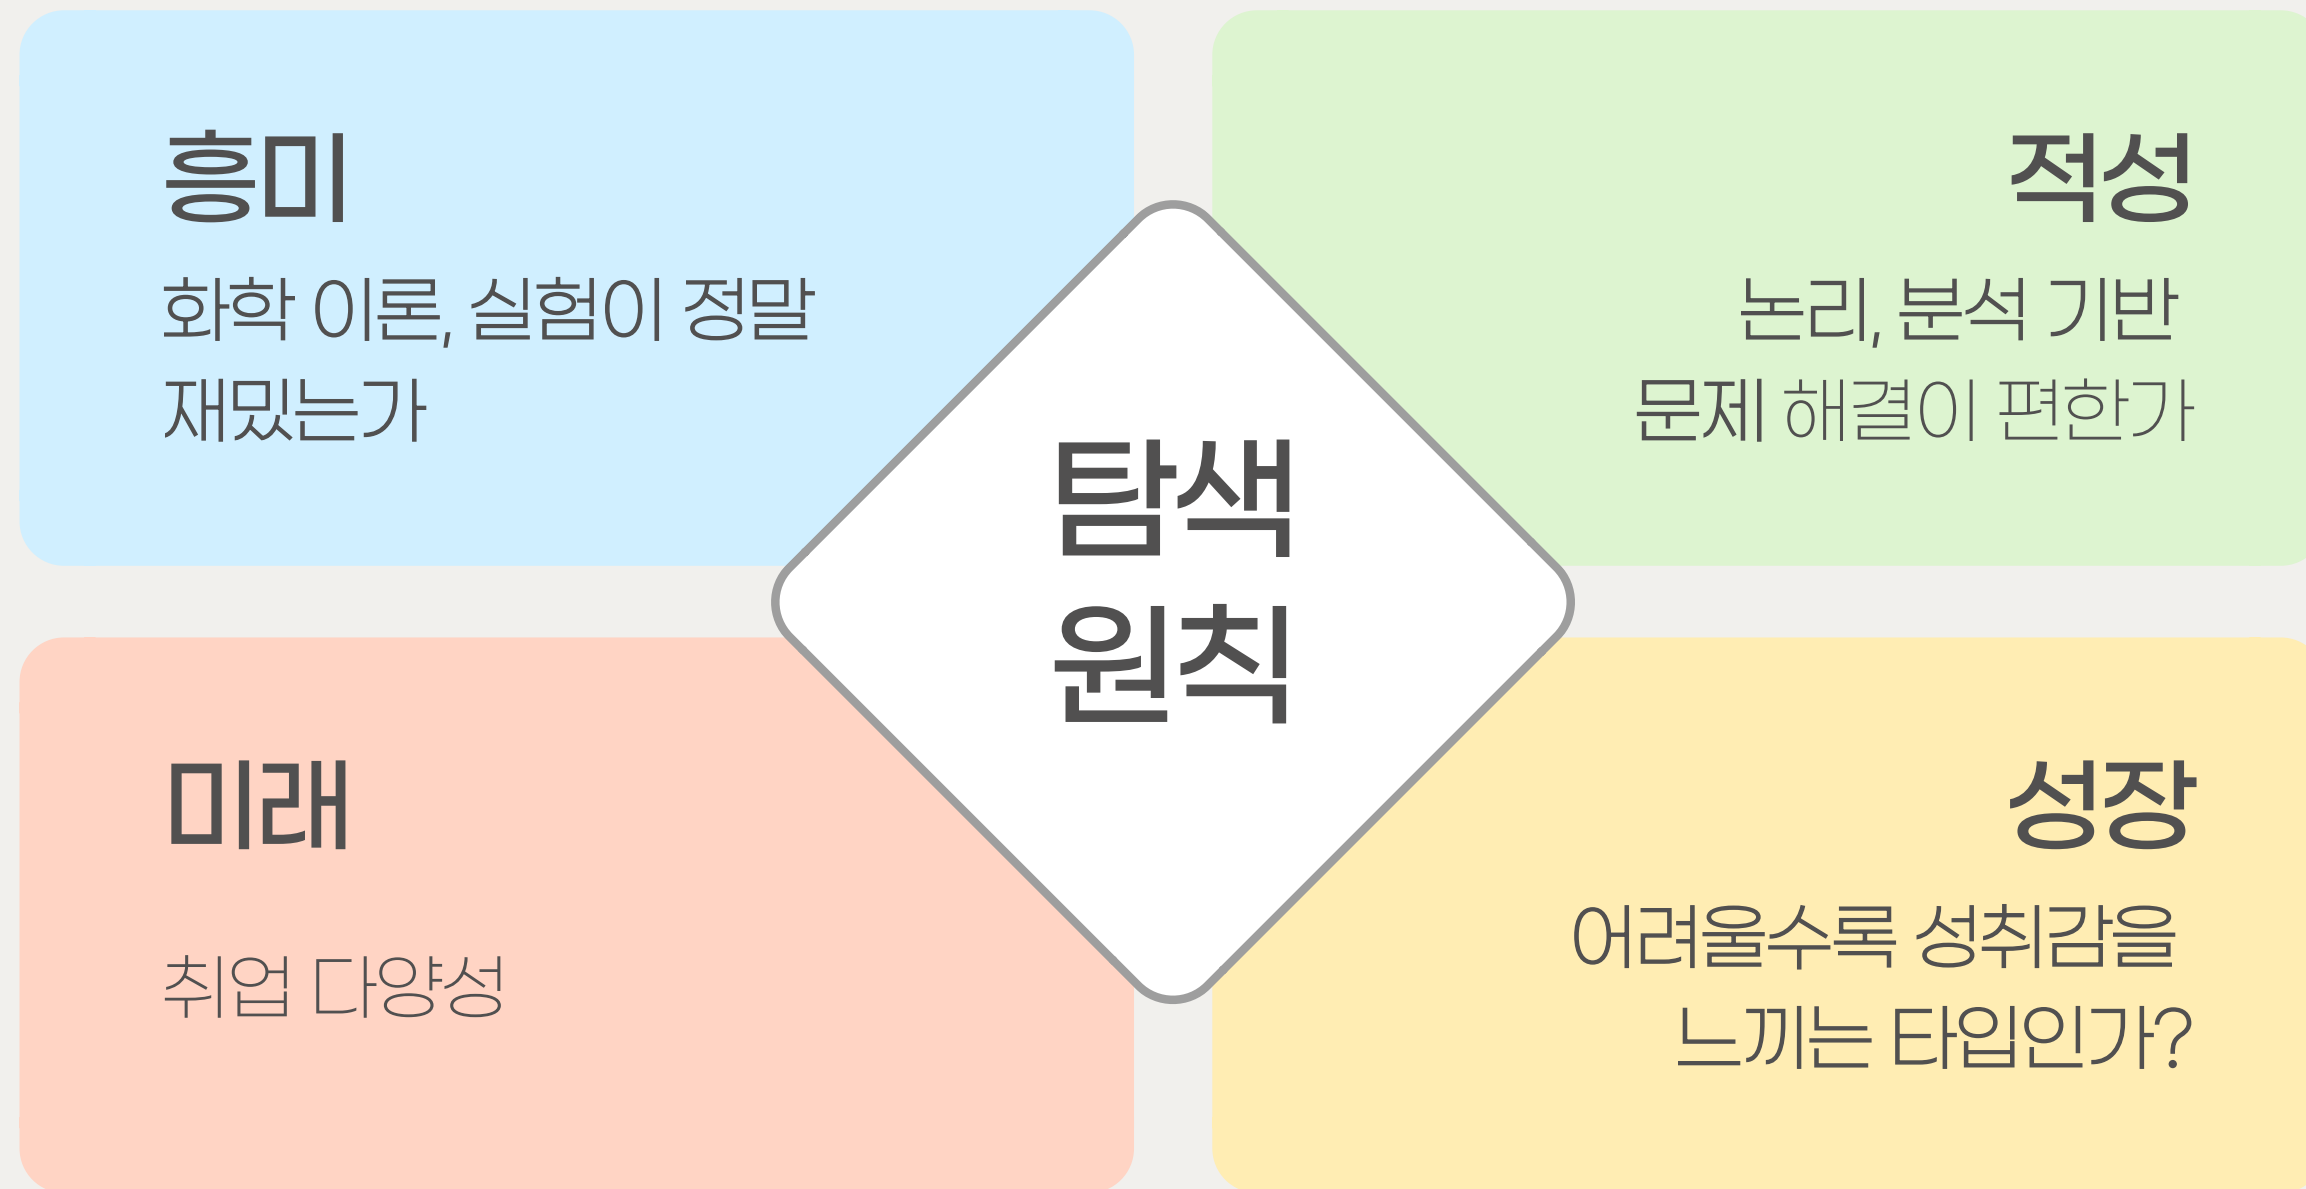 흥미
화학 이론, 실험이 정말
재밌는가
적성
논리, 분석 기반
문제 해결이 편한가
탐색
원칙
미래
취업 다양성
성장
어려울수록 성취감을
느끼는 타입인가?